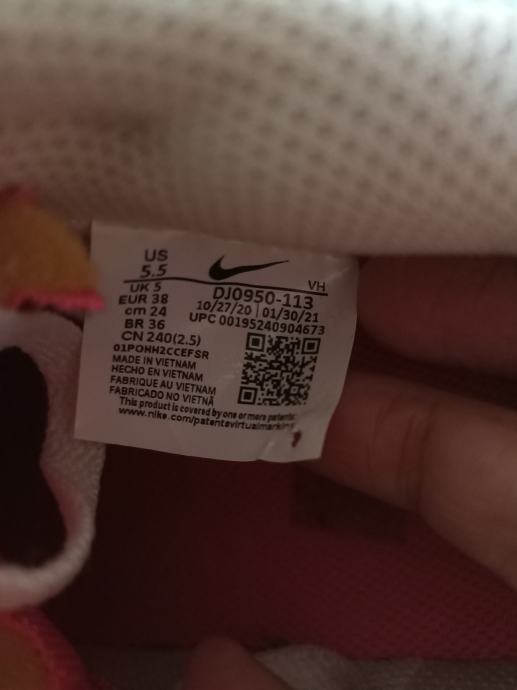 US
5.5
UK 5
EUR 38
cm 24
BR 36
CN 240(2.5)
VH
DJ0950-113
10/27/20 | 01/30/21
UPC 00195240904673
01POHH2CCEFSR
MADE IN VIETNAM
HECHO EN VIETNAM
FABRIQUE AU VIETNAM
FABRICADO NO VIETNÃ
This product is covered by one or more patents
www.nike.com/patentsvirtualmarking